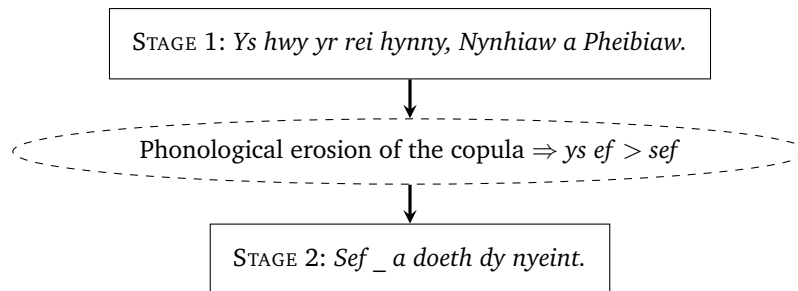 STAGE 1: Ys hwy yr rei hynny, Nynhiaw a Pheibiaw.
Phonological erosion of the copula ⇒ ys ef > sef
STAGE 2: Sef _ a doeth dy nyeint.